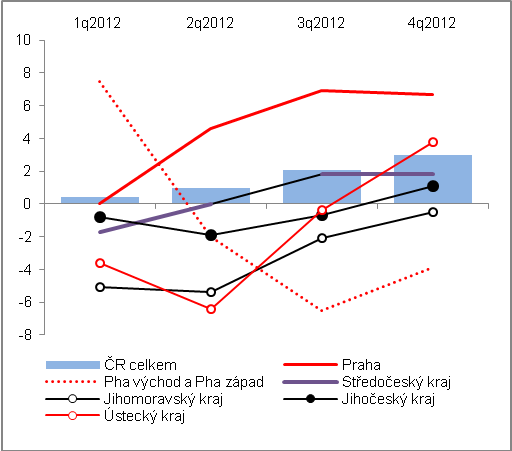 1q2012 2q2012 3q2012 4q2012
10
8
6
4
2
0
-2
-4
-6
-8
ČR celkem Praha
Pha východ a Pha západ Středočeský kraj
Jihomoravský kraj Jihočeský kraj
Ústecký kraj